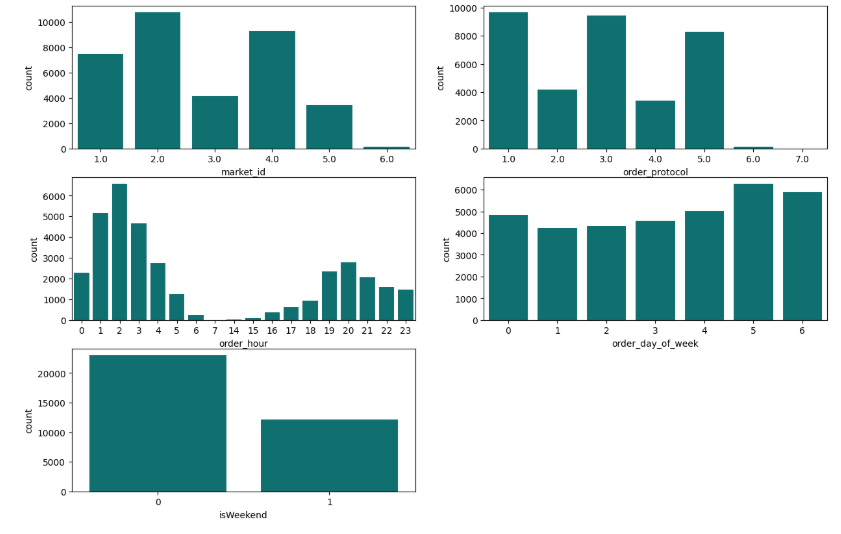 10000
8000
6000
4000
2000
0
count
1.0 2.0 3.0 4.0 5.0 6.0
market_id
10000
8000
6000
4000
2000
0
count
1.0 2.0 3.0 4.0 5.0 6.0 7.0
order_protocol
6000
5000
4000
3000
2000
1000
0
count
0 1 2 3 4 5 6 7 14 15 16 17 18 19 20 21 22 23
order_hour
6000
5000
4000
3000
2000
1000
0
count
0 1 2 3 4 5 6
order_day_of_week
20000
15000
10000
5000
0
count
0 1
isWeekend